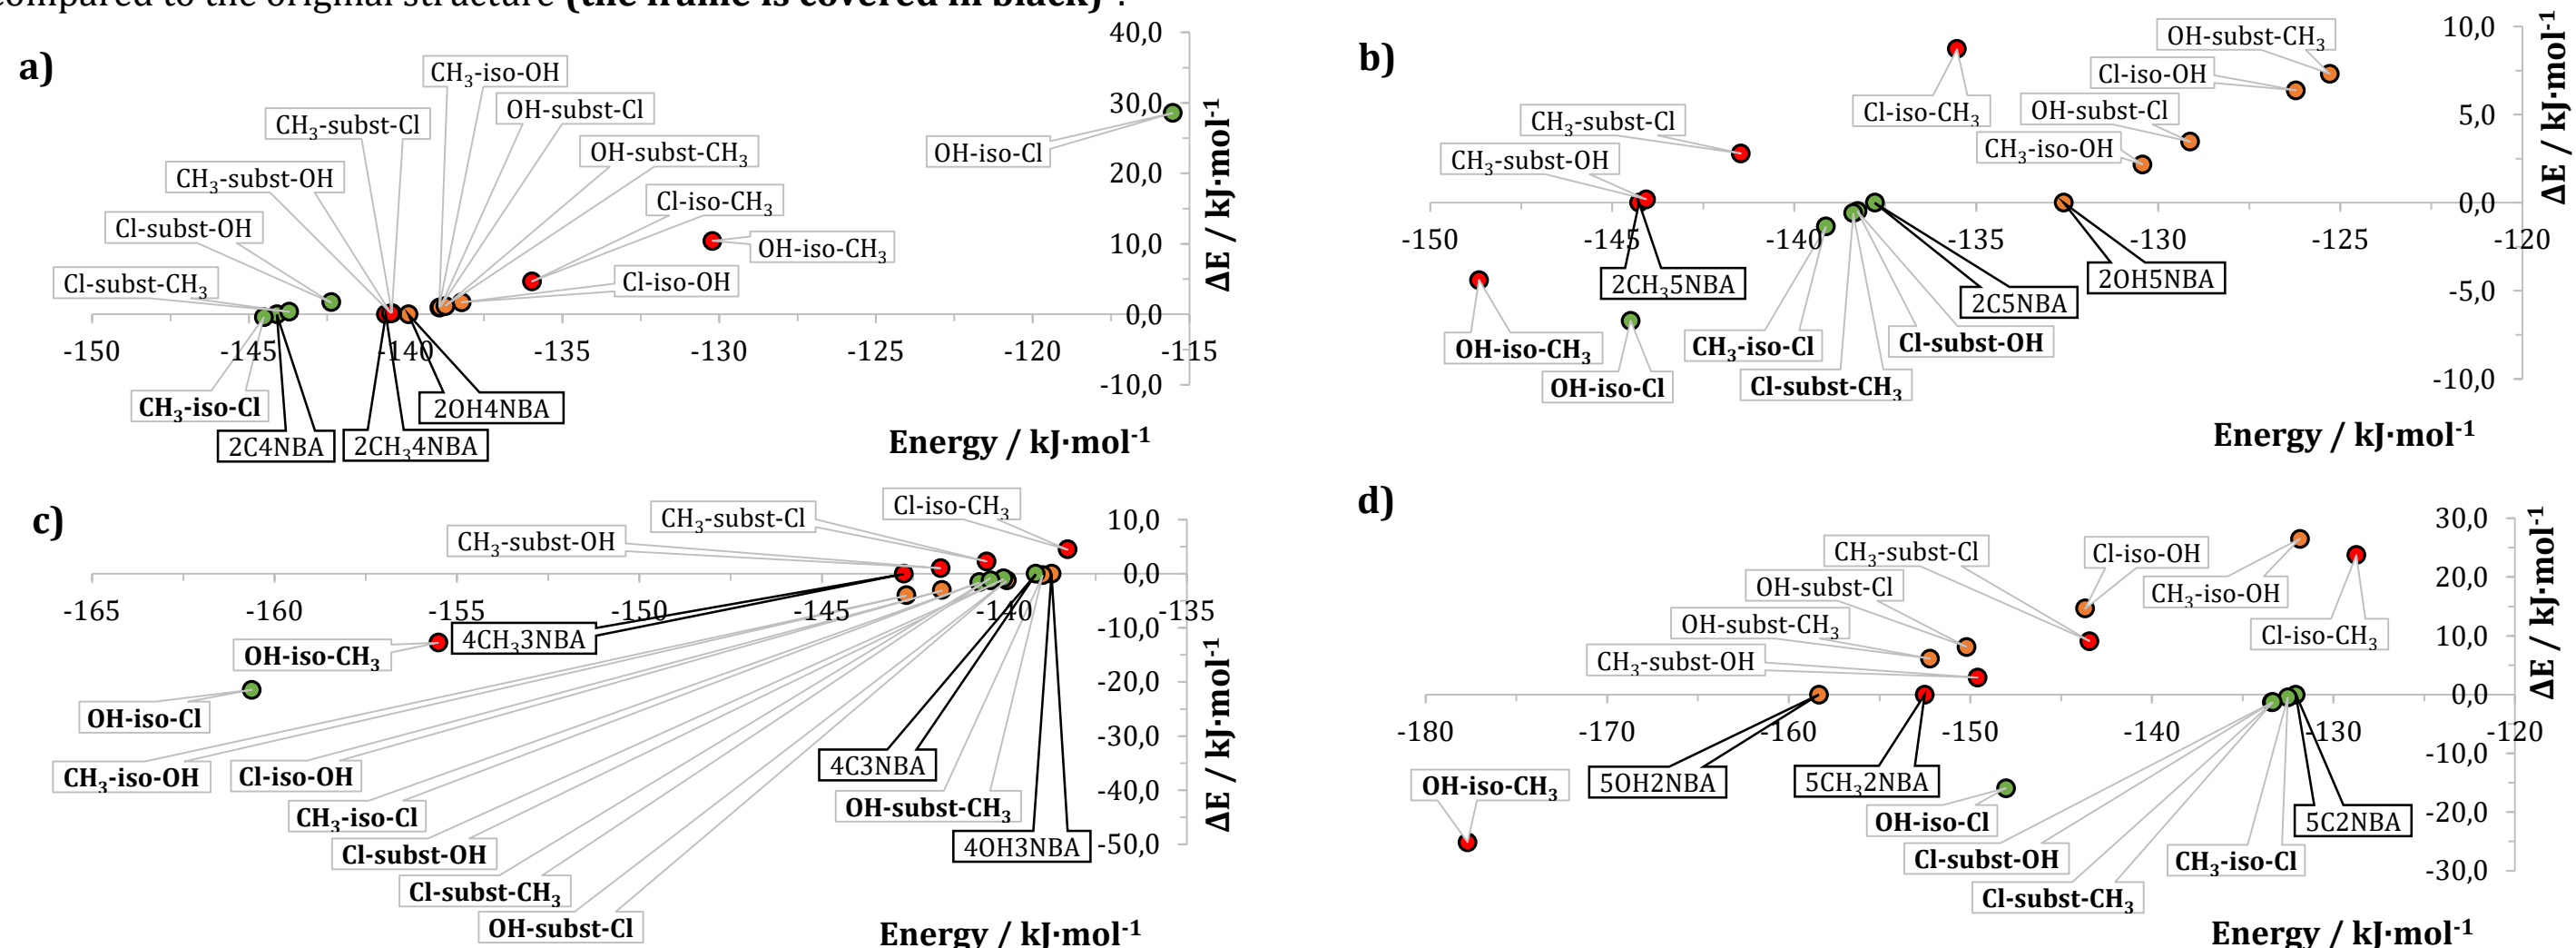 compared to the original structure (the frame is covered in black) .
a)
40,0
30,0
20,0
10,0
0,0
-10,0
ΔE / kJ·mol-1
CH3-iso-OH
OH-subst-Cl
CH3-subst-Cl
OH-subst-CH3
CH3-subst-OH
OH-iso-Cl
Cl-iso-CH3
Cl-subst-OH
OH-iso-CH3
Cl-subst-CH3
Cl-iso-OH
-150
-145
-140
-135
-130
-125
-120
-115
CH3-iso-Cl
2OH4NBA
2C4NBA
2CH34NBA
Energy / kJ·mol-1
b)
10,0
5,0
0,0
-5,0
-10,0
ΔE / kJ·mol-1
OH-subst-CH3
Cl-iso-OH
Cl-iso-CH3
OH-subst-Cl
CH3-subst-Cl
CH3-iso-OH
CH3-subst-OH
-150
-145
-140
-135
-130
-125
-120
2CH35NBA
2OH5NBA
2C5NBA
OH-iso-CH3
CH3-iso-Cl
Cl-subst-OH
OH-iso-Cl
Cl-subst-CH3
Energy / kJ·mol-1
c)
10,0
0,0
-10,0
-20,0
-30,0
-40,0
-50,0
ΔE / kJ·mol-1
Cl-iso-CH3
CH3-subst-Cl
CH3-subst-OH
-165
-160
-155
-150
-145
-140
-135
4CH33NBA
OH-iso-CH3
OH-iso-Cl
CH3-iso-OH
Cl-iso-OH
4C3NBA
CH3-iso-Cl
OH-subst-CH3
Cl-subst-OH
4OH3NBA
Cl-subst-CH3
OH-subst-Cl
Energy / kJ·mol-1
d)
30,0
20,0
10,0
0,0
-10,0
-20,0
-30,0
ΔE / kJ·mol-1
CH3-subst-Cl
Cl-iso-OH
OH-subst-Cl
CH3-iso-OH
OH-subst-CH3
Cl-iso-CH3
CH3-subst-OH
-180
-170
-160
-150
-140
-130
-120
OH-iso-CH3
5OH2NBA
5CH32NBA
OH-iso-Cl
5C2NBA
Cl-subst-OH
CH3-iso-Cl
Cl-subst-CH3
Energy / kJ·mol-1